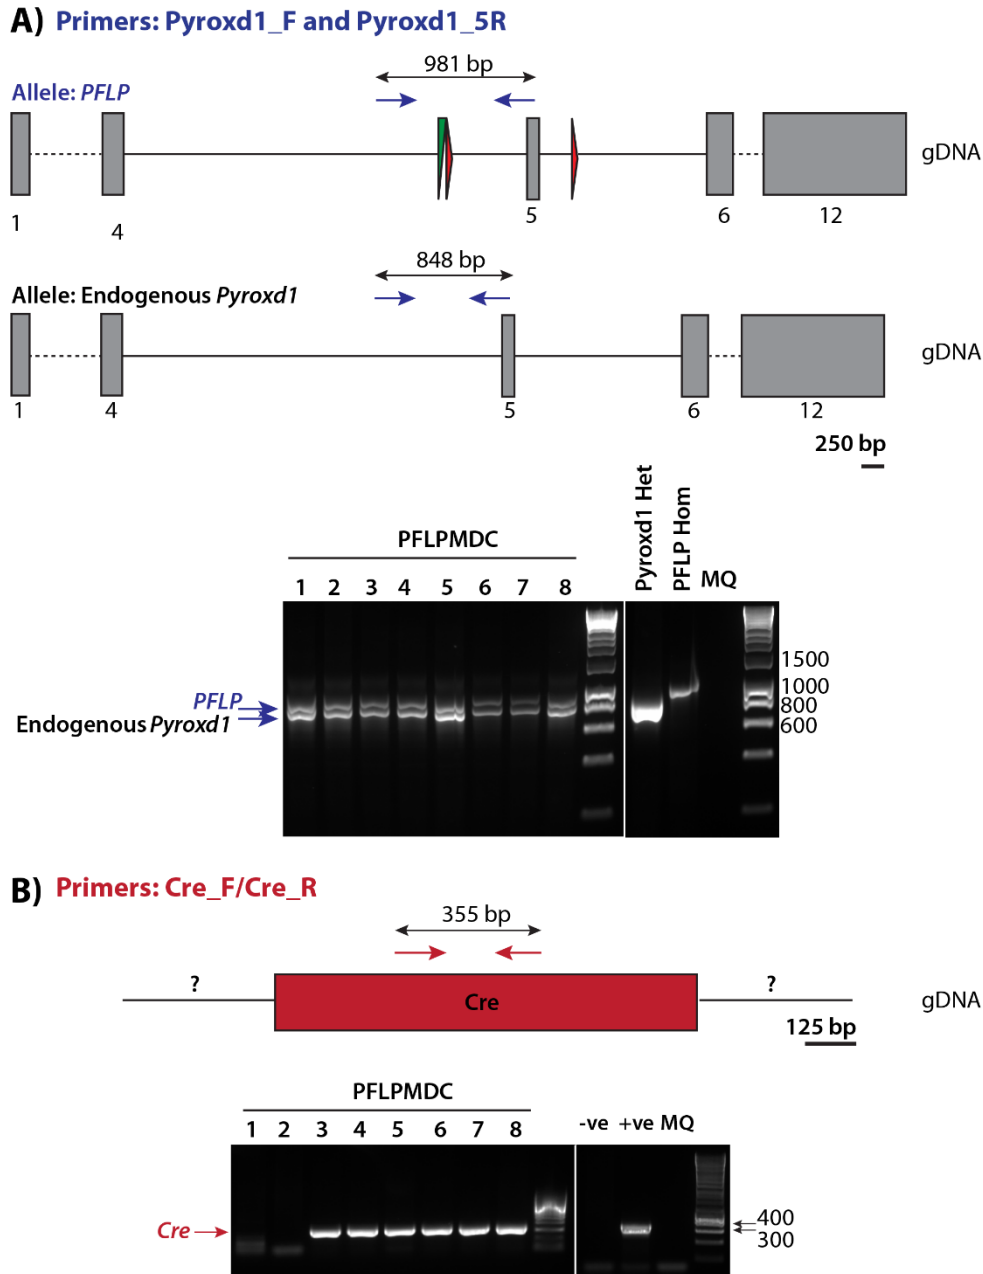 A) Primers: Pyroxd1_F and Pyroxd1_5R
981 bp
Allele: PFLP
gDNA
1 4 5 6 12
848 bp
Allele: Endogenous Pyroxd1
gDNA
1 4 5 6 12
250 bp
PFLPMDC
1 2 3 4 5 6 7 8
Pyroxd1 Het
PFLP Hom
MQ
1500
1000
800
600
PFLP
Endogenous Pyroxd1
B) Primers: Cre_F/Cre_R
355 bp
? Cre ?
gDNA
125 bp
PFLPMDC
1 2 3 4 5 6 7 8
-ve +ve MQ
Cre
400
300